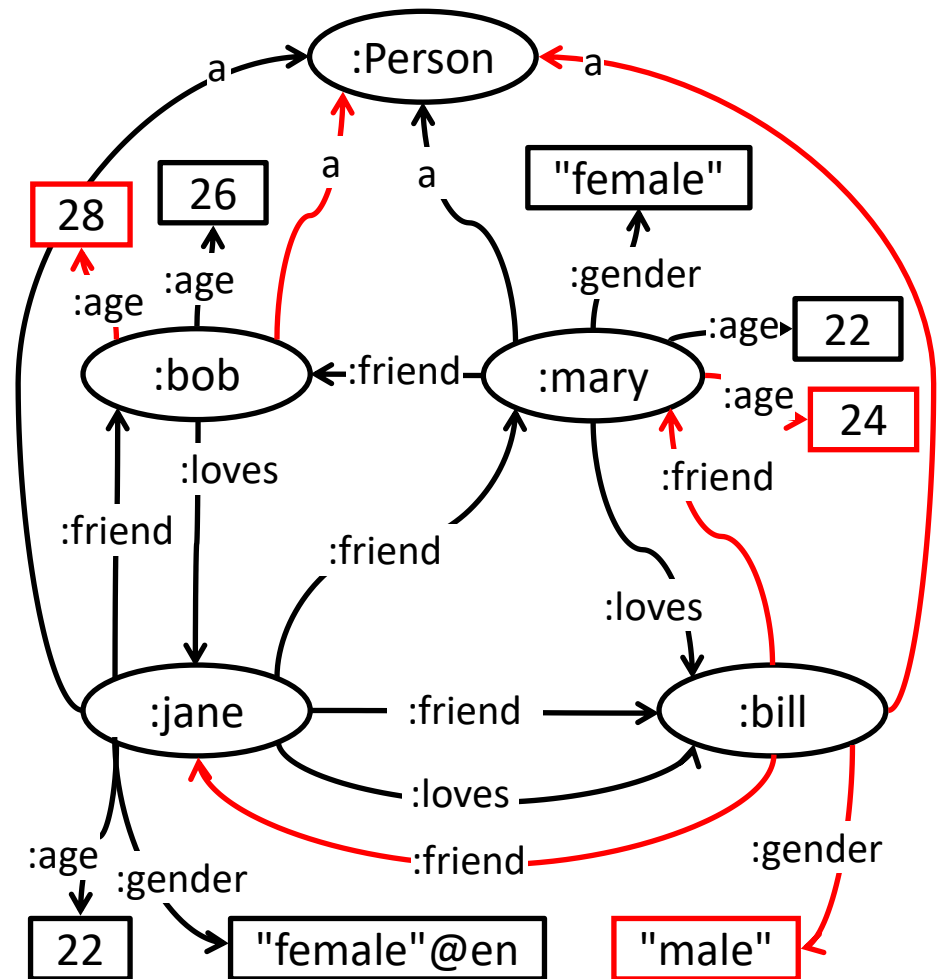 :Person
a
a
a
a
"female"
28
26
:gender
:age
:age
:age
22
:bob
:friend
:mary
:age
24
:loves
:friend
:friend
:friend
:loves
:jane
:friend
:bill
:loves
:age
:gender
:friend
:gender
22
"female"@en
"male"